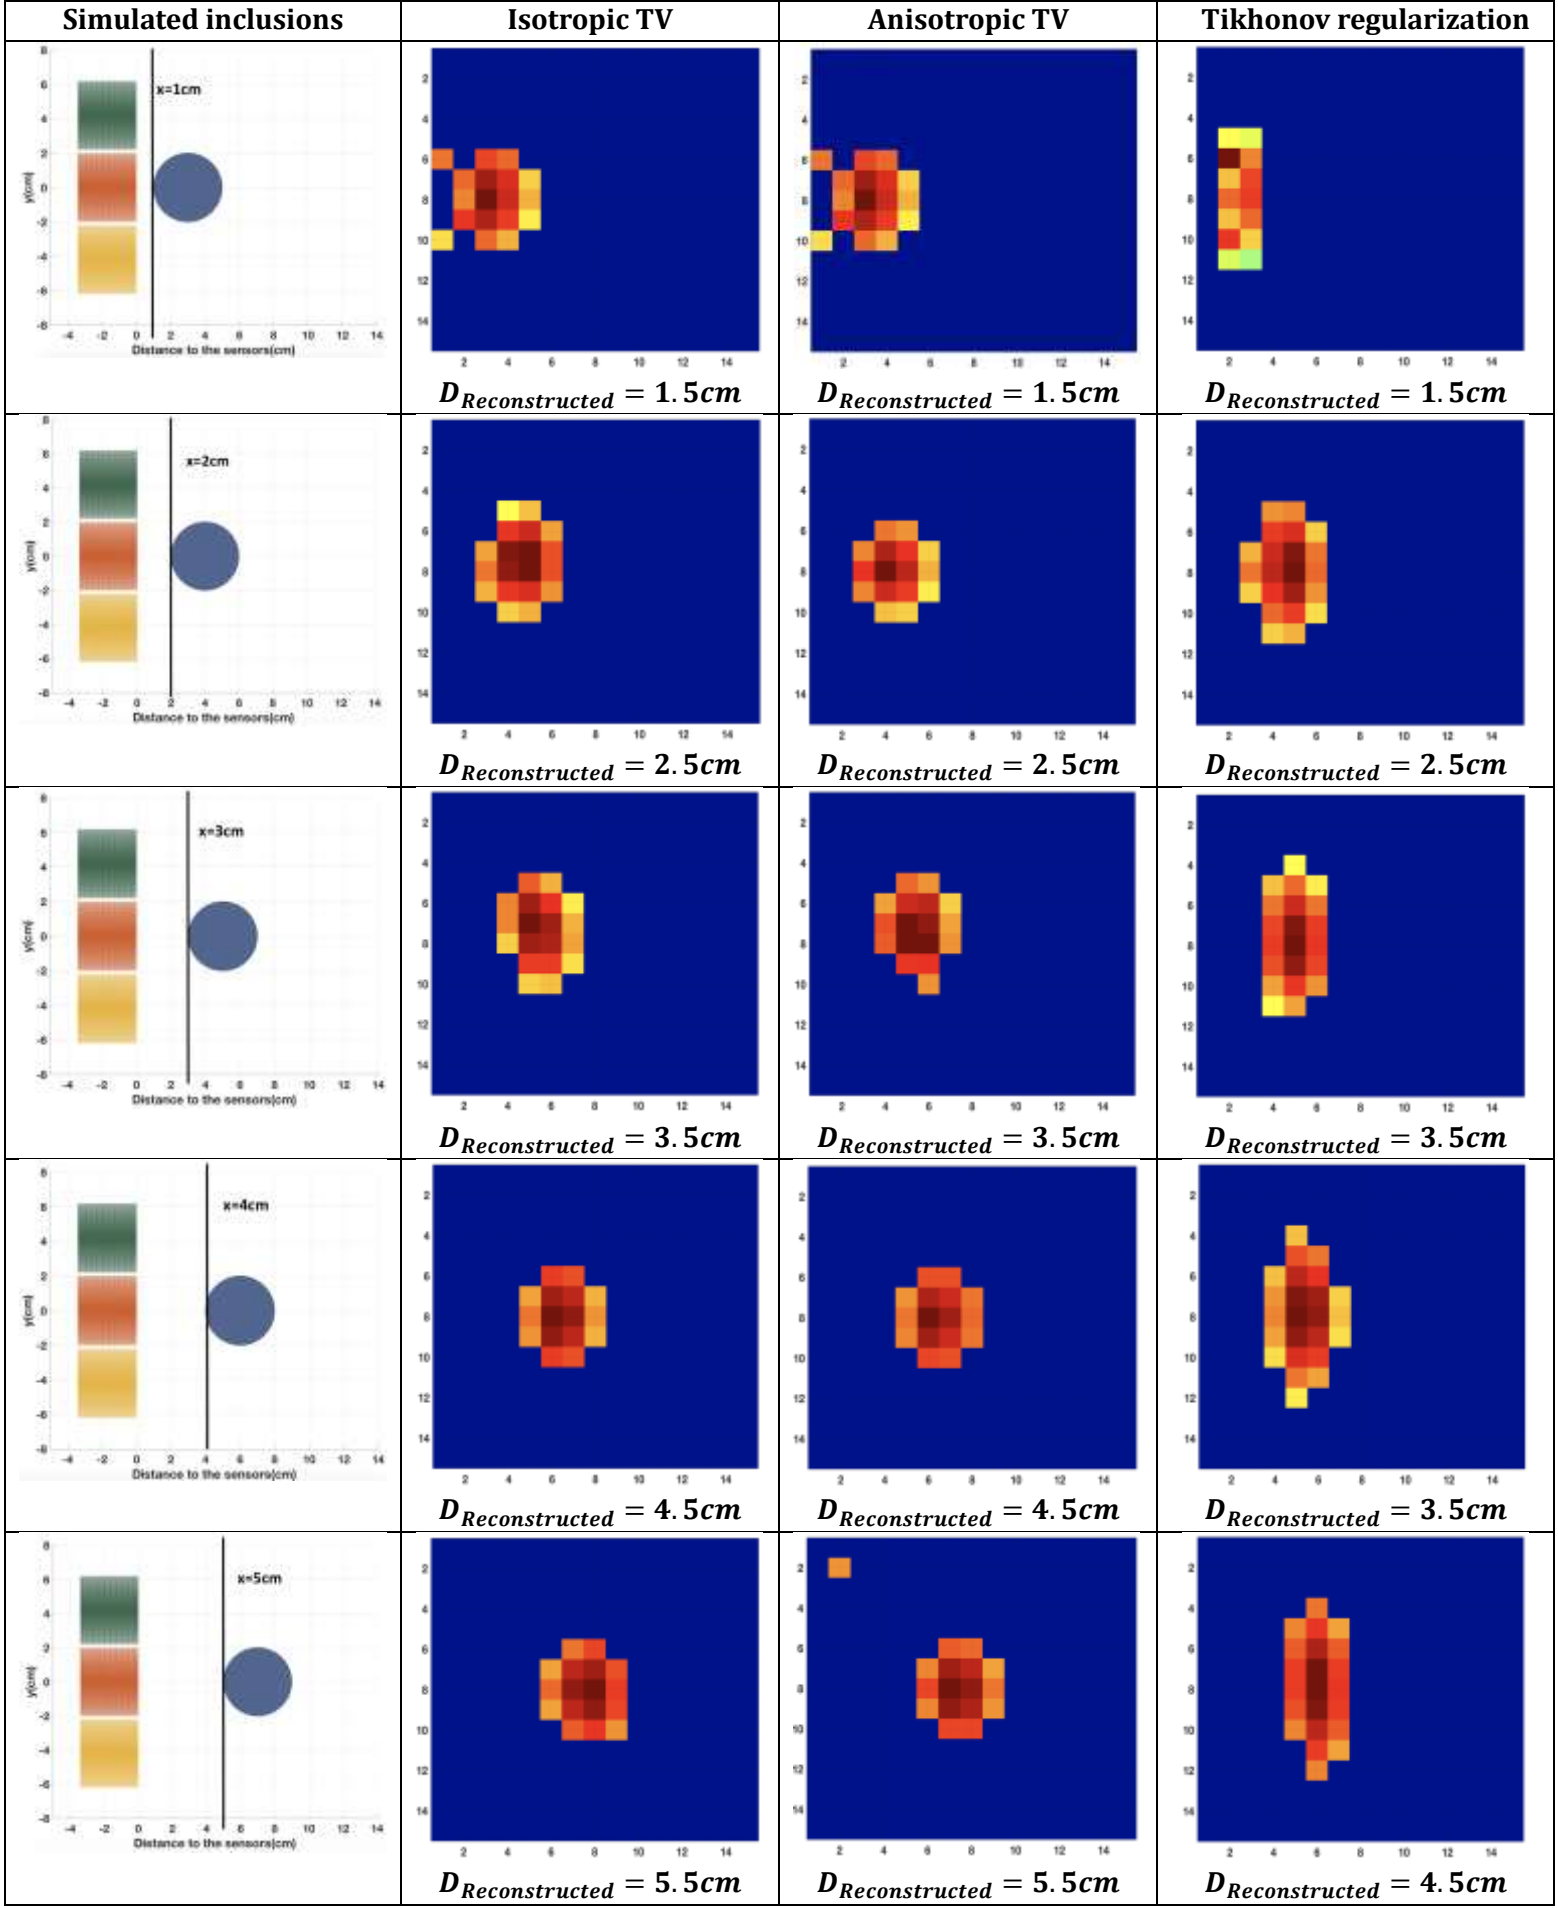 Simulated inclusions Isotropic TV Anisotropic TV Tikhonov regularization
x=1cm
y(cm)
Distance to the sensors(cm)
D_Reconstructed = 1.5cm D_Reconstructed = 1.5cm D_Reconstructed = 1.5cm
x=2cm
y(cm)
Distance to the sensors(cm)
D_Reconstructed = 2.5cm D_Reconstructed = 2.5cm D_Reconstructed = 2.5cm
x=3cm
y(cm)
Distance to the sensors(cm)
D_Reconstructed = 3.5cm D_Reconstructed = 3.5cm D_Reconstructed = 3.5cm
x=4cm
y(cm)
Distance to the sensors(cm)
D_Reconstructed = 4.5cm D_Reconstructed = 4.5cm D_Reconstructed = 3.5cm
x=5cm
y(cm)
Distance to the sensors(cm)
D_Reconstructed = 5.5cm D_Reconstructed = 5.5cm D_Reconstructed = 4.5cm